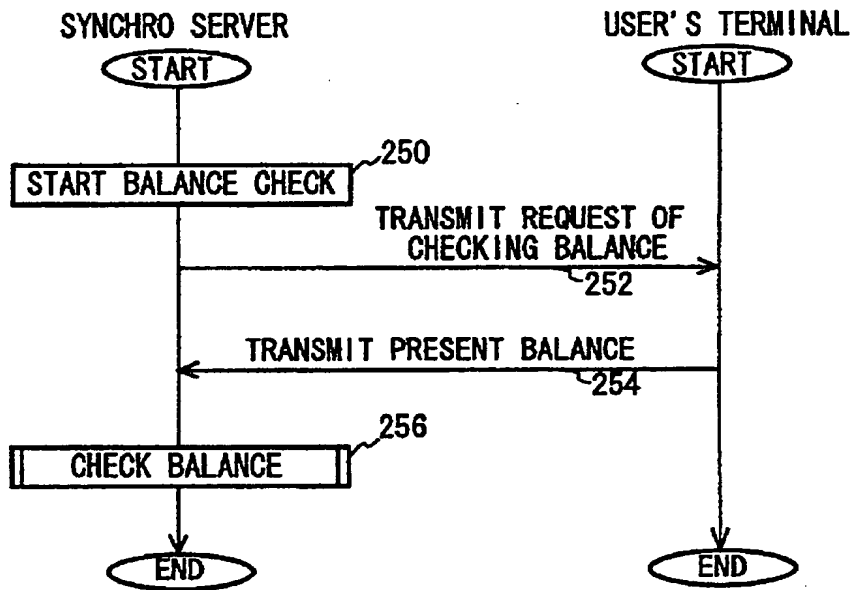 SYNCHRO SERVER
USER'S TERMINAL
START
START
250
START BALANCE CHECK
TRANSMIT REQUEST OF
CHECKING BALANCE
252
TRANSMIT PRESENT BALANCE
254
256
CHECK BALANCE
END
END